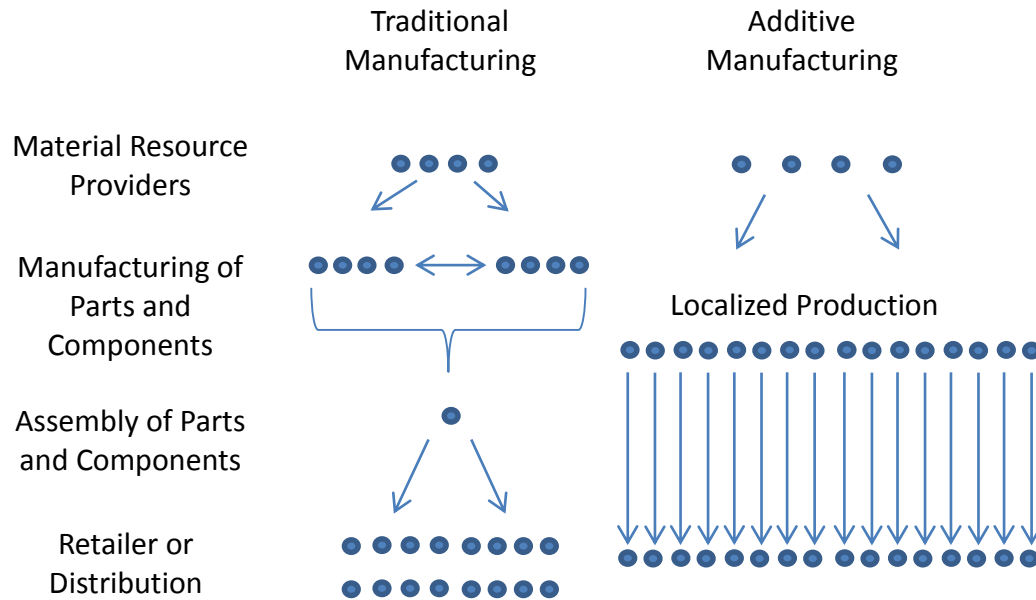 Traditional
Manufacturing
Additive
Manufacturing
Material Resource
Providers
Manufacturing of
Parts and
Components
Localized Production
Assembly of Parts
and Components
Retailer or
Distribution